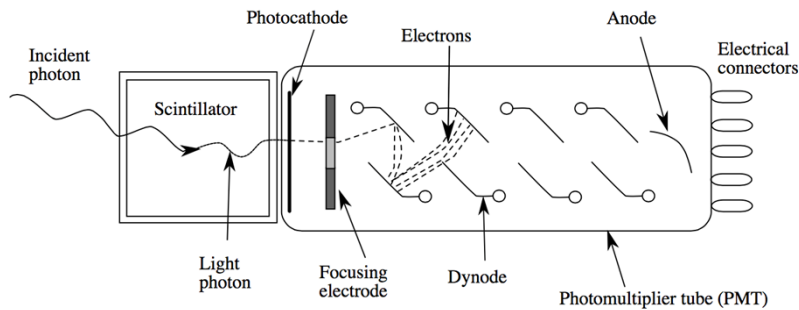 Photocathode
Incident
photon
Scintillator
Electrons
Anode
Electrical
connectors
Light
photon
Focusing
electrode
Dynode
Photomultiplier tube (PMT)